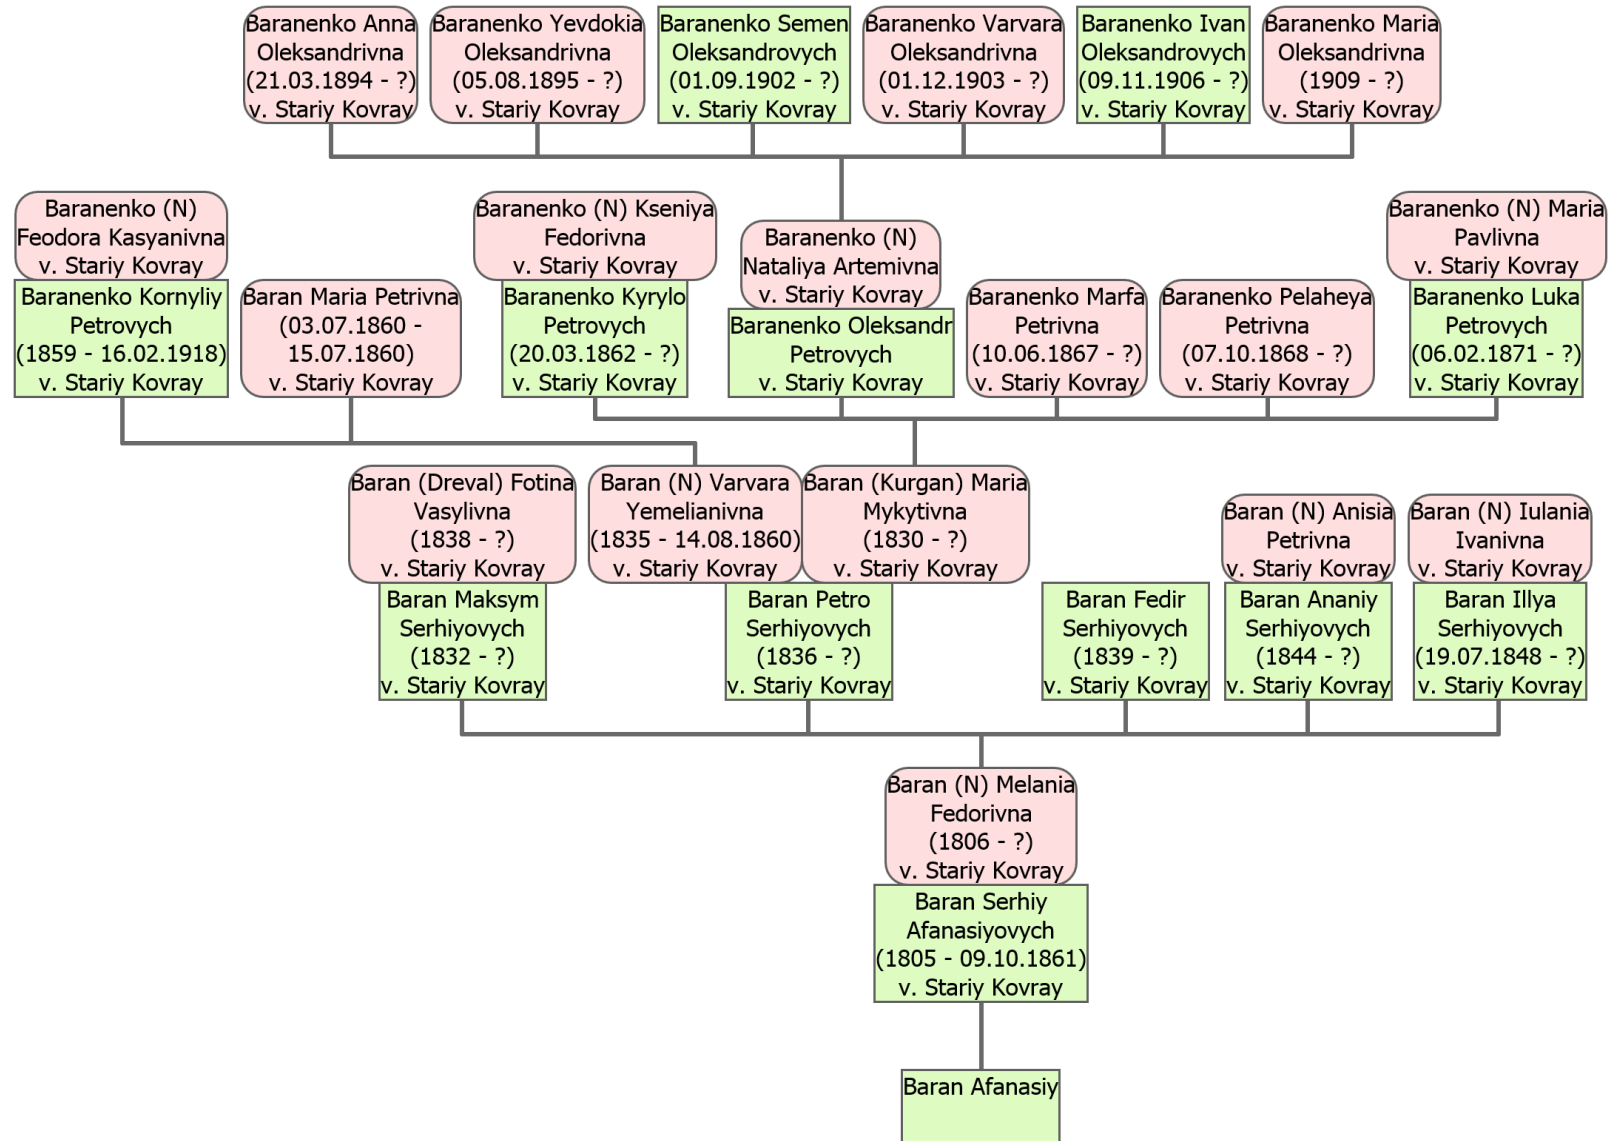 Baranenko Anna
Oleksandrivna
(21.03.1894 - ?)
v. Stariy Kovray
Baranenko Yevdokia
Oleksandrivna
(05.08.1895 - ?)
v. Stariy Kovray
Baranenko Semen
Oleksandrovych
(01.09.1902 - ?)
v. Stariy Kovray
Baranenko Varvara
Oleksandrivna
(01.12.1903 - ?)
v. Stariy Kovray
Baranenko Ivan
Oleksandrovych
(09.11.1906 - ?)
v. Stariy Kovray
Baranenko Maria
Oleksandrivna
(1909 - ?)
v. Stariy Kovray
Baranenko (N)
Feodora Kasyanivna
v. Stariy Kovray
Baranenko Kornyliy
Petrovych
(1859 - 16.02.1918)
v. Stariy Kovray
Baran Maria Petrivna
(03.07.1860 -
15.07.1860)
v. Stariy Kovray
Baranenko (N) Kseniya
Fedorivna
v. Stariy Kovray
Baranenko Kyrylo
Petrovych
(20.03.1862 - ?)
v. Stariy Kovray
Baranenko (N)
Nataliya Artemivna
v. Stariy Kovray
Baranenko Oleksandr
Petrovych
v. Stariy Kovray
Baranenko Marfa
Petrivna
(10.06.1867 - ?)
v. Stariy Kovray
Baranenko Pelaheya
Petrivna
(07.10.1868 - ?)
v. Stariy Kovray
Baranenko (N) Maria
Pavlivna
v. Stariy Kovray
Baranenko Luka
Petrovych
(06.02.1871 - ?)
v. Stariy Kovray
Baran (Dreval) Fotina
Vasylivna
(1838 - ?)
v. Stariy Kovray
Baran Maksym
Serhiyovych
(1832 - ?)
v. Stariy Kovray
Baran (N) Varvara
Yemelianivna
(1835 - 14.08.1860)
v. Stariy Kovray
Baran (Kurgan) Maria
Mykytivna
(1830 - ?)
v. Stariy Kovray
Baran Petro
Serhiyovych
(1836 - ?)
v. Stariy Kovray
Baran Fedir
Serhiyovych
(1839 - ?)
v. Stariy Kovray
Baran (N) Anisia
Petrivna
v. Stariy Kovray
Baran Ananiy
Serhiyovych
(1844 - ?)
v. Stariy Kovray
Baran (N) Iulania
Ivanivna
v. Stariy Kovray
Baran Illya
Serhiyovych
(19.07.1848 - ?)
v. Stariy Kovray
Baran (N) Melania
Fedorivna
(1806 - ?)
v. Stariy Kovray
Baran Serhiy
Afanasiyovych
(1805 - 09.10.1861)
v. Stariy Kovray
Baran Afanasiy